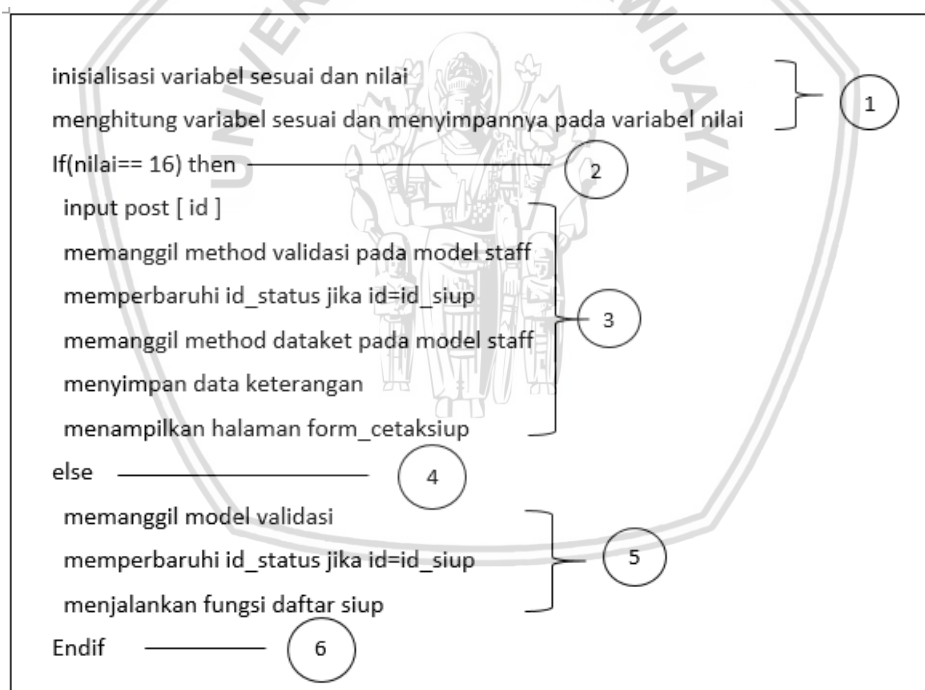 UNIVER WIJAYA
inisialisasi variabel sesuai dan nilai
menghitung variabel sesuai dan menyimpannya pada variabel nilai
1
If(nilai== 16) then
2
input post [ id ]
memanggil method validasi pada model staff
memperbaruhi id_status jika id=id_siup
memanggil method dataket pada model staff
menyimpan data keterangan
menampilkan halaman form_cetaksiup
3
else
4
memanggil model validasi
memperbaruhi id_status jika id=id_siup
menjalankan fungsi daftar siup
5
Endif
6